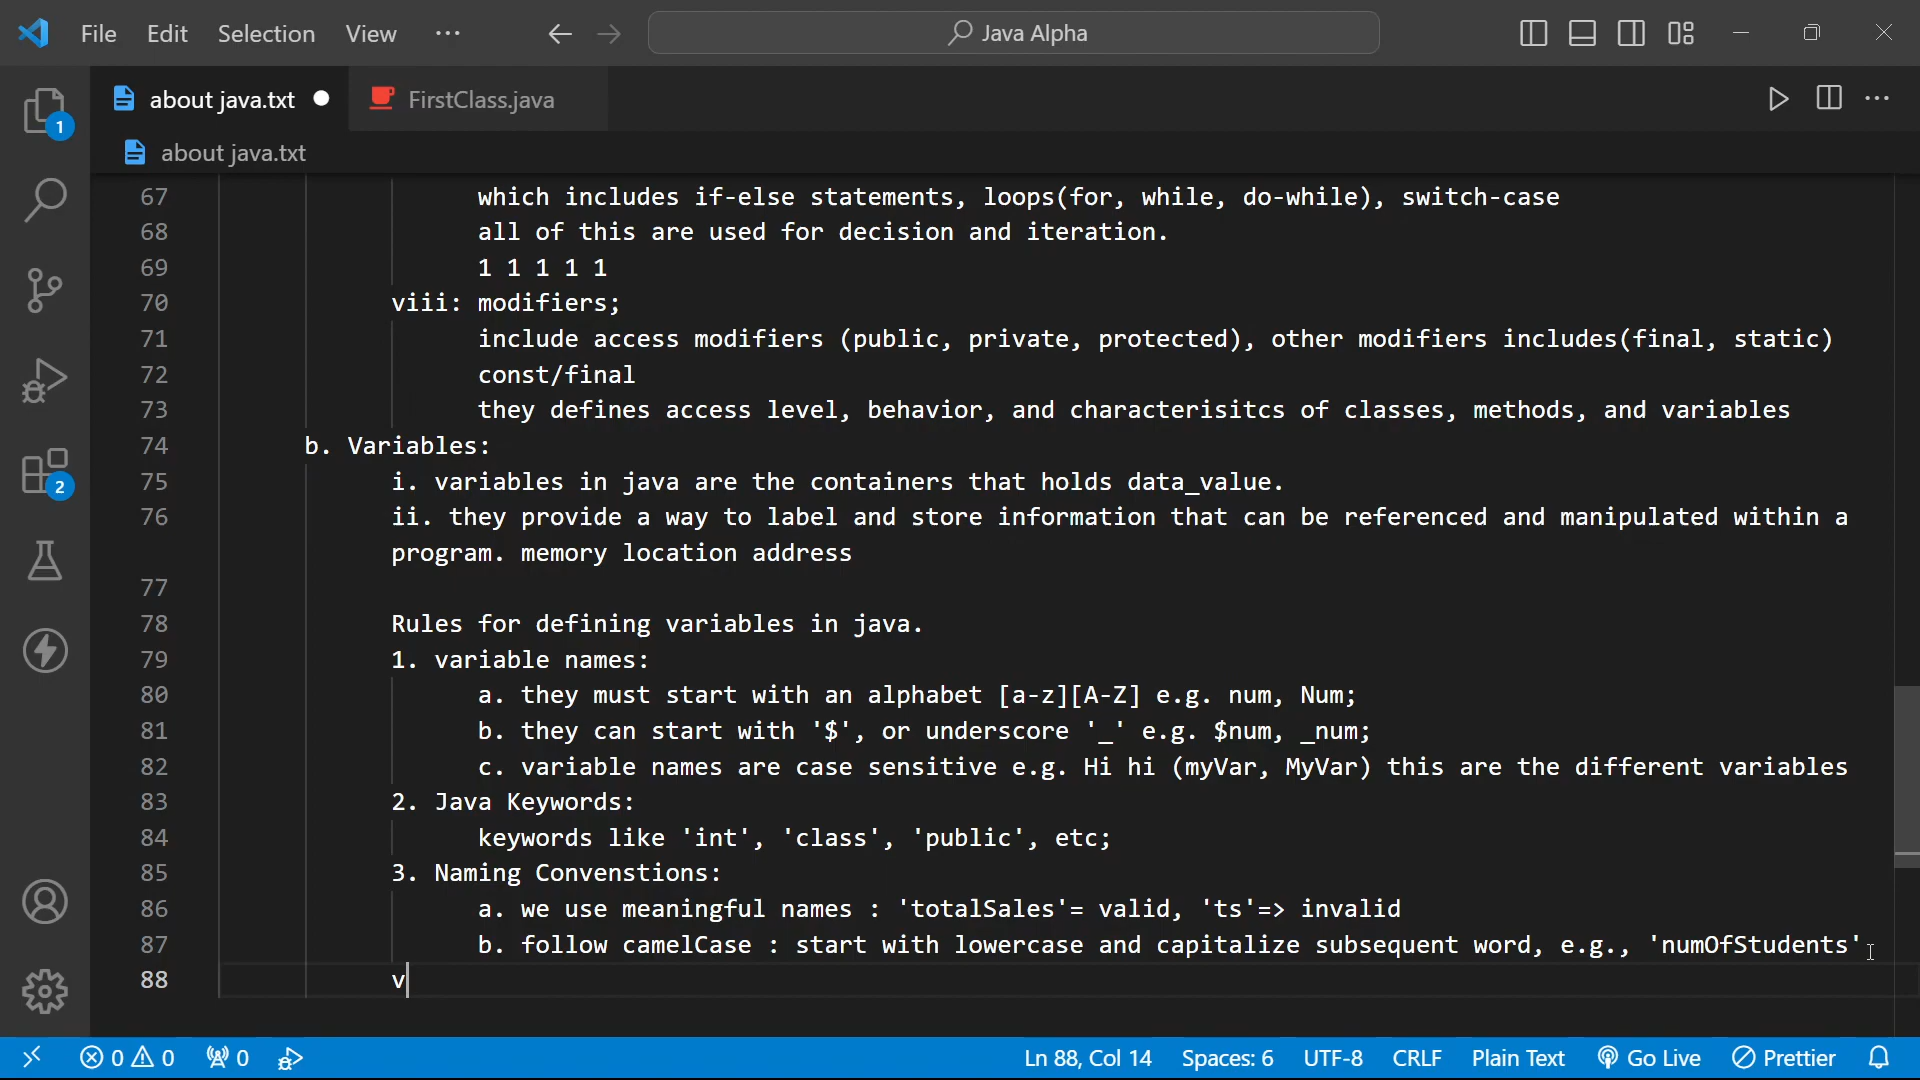 File Edit Selection View ··· Java Alpha
about java.txt FirstClass.java
about java.txt
67 which includes if-else statements, loops(for, while, do-while), switch-case
68 all of this are used for decision and iteration.
69 1 1 1 1 1
70 viii: modifiers;
71 include access modifiers (public, private, protected), other modifiers includes(final, static)
72 const/final
73 they defines access level, behavior, and characterisitcs of classes, methods, and variables
74 b. Variables:
75 i. variables in java are the containers that holds data_value.
76 ii. they provide a way to label and store information that can be referenced and manipulated within a
program. memory location address
77
78 Rules for defining variables in java.
79 1. variable names:
80 a. they must start with an alphabet [a-z][A-Z] e.g. num, Num;
81 b. they can start with '$', or underscore '_' e.g. $num, _num;
82 c. variable names are case sensitive e.g. Hi hi (myVar, MyVar) this are the different variables
83 2. Java Keywords:
84 keywords like 'int', 'class', 'public', etc;
85 3. Naming Convenstions:
86 a. we use meaningful names : 'totalSales'= valid, 'ts'=> invalid
87 b. follow camelCase : start with lowercase and capitalize subsequent word, e.g., 'numOfStudents'
88 v
1
2
0 0 0 Ln 88, Col 14 Spaces: 6 UTF-8 CRLF Plain Text Go Live Prettier